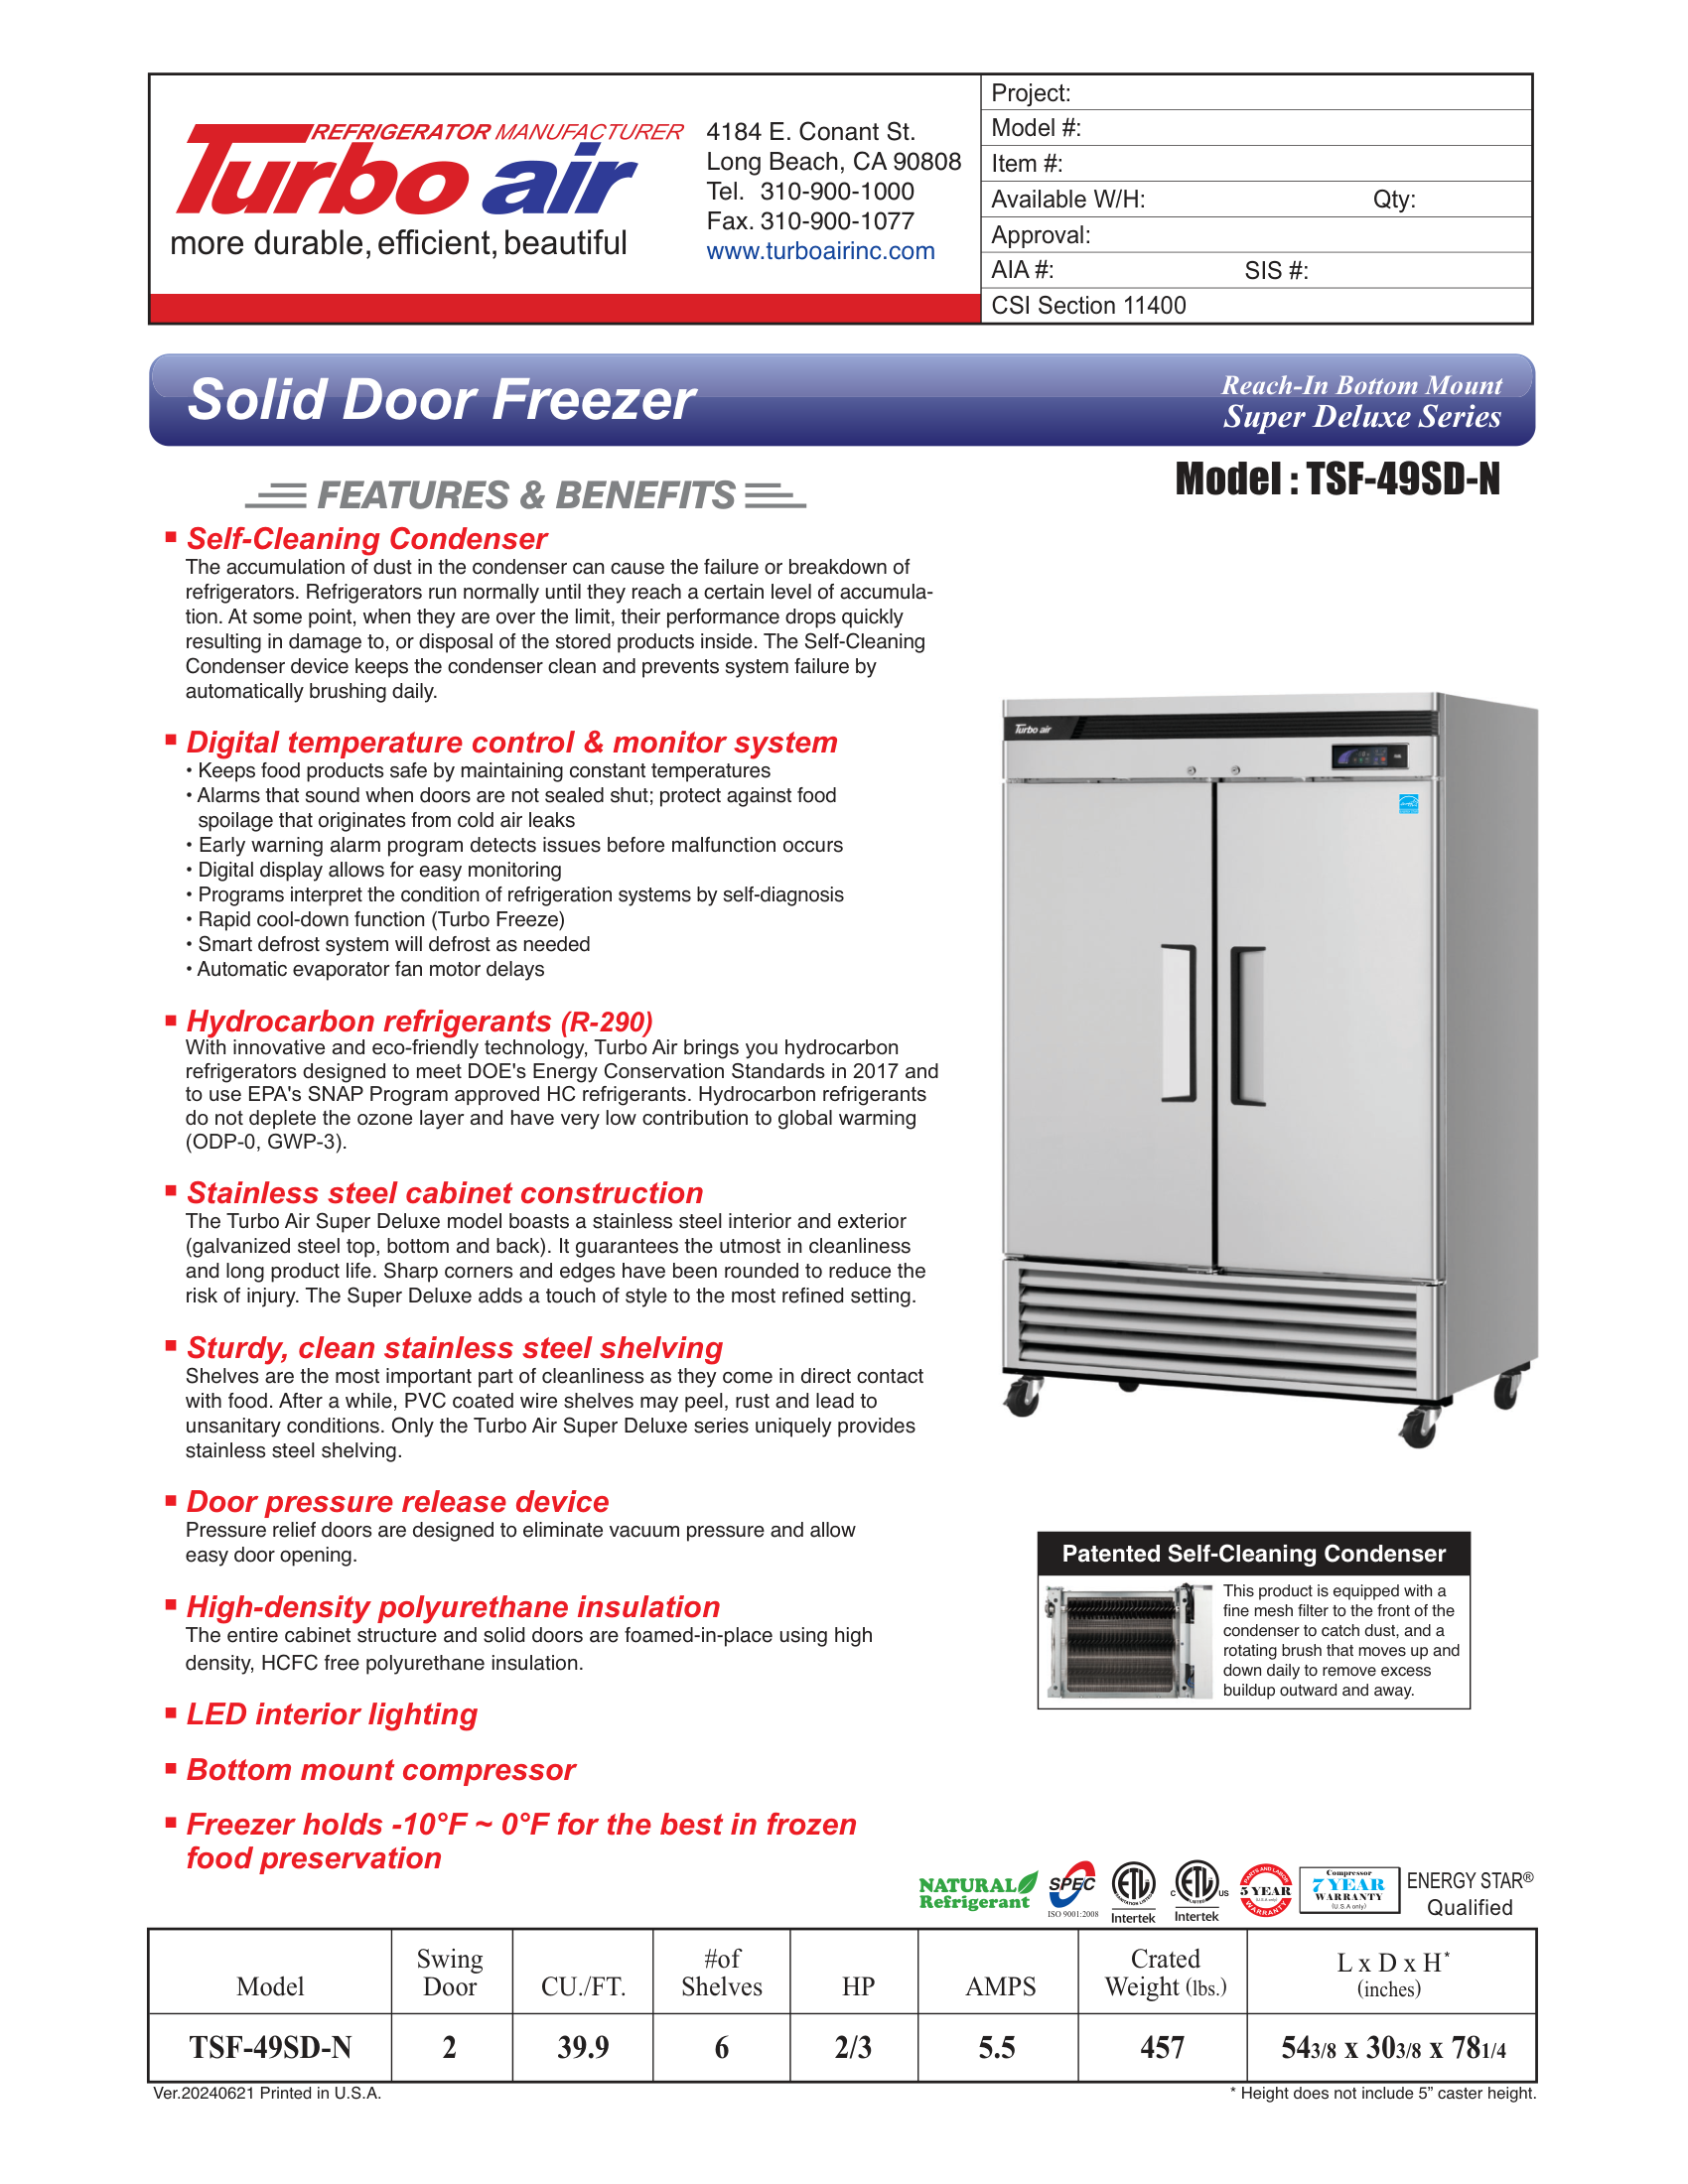 REFRIGERATOR MANUFACTURER
Turbo air
more durable, efficient, beautiful
4184 E. Conant St.
Long Beach, CA 90808
Tel. 310-900-1000
Fax. 310-900-1077
www.turboairinc.com
Project:
Model #:
Item #:
Available W/H: Qty:
Approval:
AIA #: SIS #:
CSI Section 11400
Solid Door Freezer
Reach-In Bottom Mount
Super Deluxe Series
Model : TSF-49SD-N
FEATURES & BENEFITS
Self-Cleaning Condenser
The accumulation of dust in the condenser can cause the failure or breakdown of
refrigerators. Refrigerators run normally until they reach a certain level of accumula-
tion. At some point, when they are over the limit, their performance drops quickly
resulting in damage to, or disposal of the stored products inside. The Self-Cleaning
Condenser device keeps the condenser clean and prevents system failure by
automatically brushing daily.
Digital temperature control & monitor system
• Keeps food products safe by maintaining constant temperatures
• Alarms that sound when doors are not sealed shut; protect against food
spoilage that originates from cold air leaks
• Early warning alarm program detects issues before malfunction occurs
• Digital display allows for easy monitoring
• Programs interpret the condition of refrigeration systems by self-diagnosis
• Rapid cool-down function (Turbo Freeze)
• Smart defrost system will defrost as needed
• Automatic evaporator fan motor delays
Hydrocarbon refrigerants (R-290)
With innovative and eco-friendly technology, Turbo Air brings you hydrocarbon
refrigerators designed to meet DOE's Energy Conservation Standards in 2017 and
to use EPA's SNAP Program approved HC refrigerants. Hydrocarbon refrigerants
do not deplete the ozone layer and have very low contribution to global warming
(ODP-0, GWP-3).
Stainless steel cabinet construction
The Turbo Air Super Deluxe model boasts a stainless steel interior and exterior
(galvanized steel top, bottom and back). It guarantees the utmost in cleanliness
and long product life. Sharp corners and edges have been rounded to reduce the
risk of injury. The Super Deluxe adds a touch of style to the most refined setting.
Sturdy, clean stainless steel shelving
Shelves are the most important part of cleanliness as they come in direct contact
with food. After a while, PVC coated wire shelves may peel, rust and lead to
unsanitary conditions. Only the Turbo Air Super Deluxe series uniquely provides
stainless steel shelving.
Door pressure release device
Pressure relief doors are designed to eliminate vacuum pressure and allow
easy door opening.
High-density polyurethane insulation
The entire cabinet structure and solid doors are foamed-in-place using high
density, HCFC free polyurethane insulation.
LED interior lighting
Bottom mount compressor
Freezer holds -10°F ~ 0°F for the best in frozen
food preservation
Turbo air
Patented Self-Cleaning Condenser
This product is equipped with a
fine mesh filter to the front of the
condenser to catch dust, and a
rotating brush that moves up and
down daily to remove excess
buildup outward and away.
NATURAL
Refrigerant
SPEC
ISO 9001:2008
ETL
SANITATION LISTED
Intertek
C ETL US
LISTED
Intertek
PARTS AND LABOR
5 YEAR
(U.S.A only)
WARRANTY
Compressor
7 YEAR
WARRANTY
(U.S.A only)
ENERGY STAR®
Qualified
Model Swing Door CU./FT. #of Shelves HP AMPS Crated Weight (lbs.) L x D x H* (inches)
TSF-49SD-N 2 39.9 6 2/3 5.5 457 543/8 x 303/8 x 781/4
Ver.20240621 Printed in U.S.A.
* Height does not include 5” caster height.